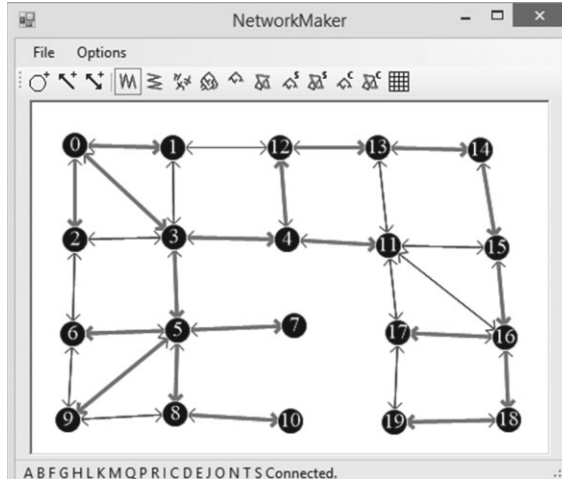 NetworkMaker
File Options
0 1 12 13 14
2 3 4 11 15
6 5 7 17 16
9 8 10 19 18
A B F G H L K M Q P R I C D E J O N T S Connected.